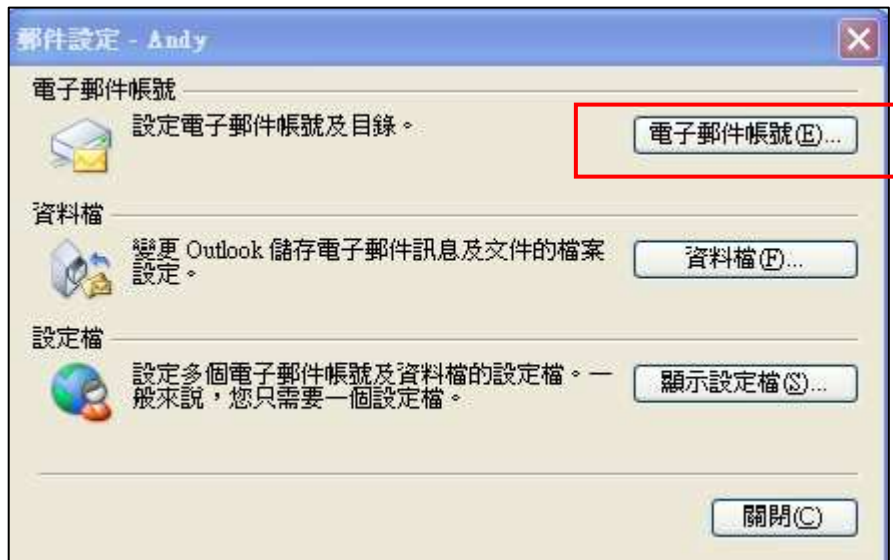 郵件設定 - Andy
電子郵件帳號
設定電子郵件帳號及目錄。
電子郵件帳號(E)...
資料檔
變更 Outlook 儲存電子郵件訊息及文件的檔案
設定。
資料檔(F)...
設定檔
設定多個電子郵件帳號及資料檔的設定檔。一
般來說，您只需要一個設定檔。
顯示設定檔(S)...
關閉(C)